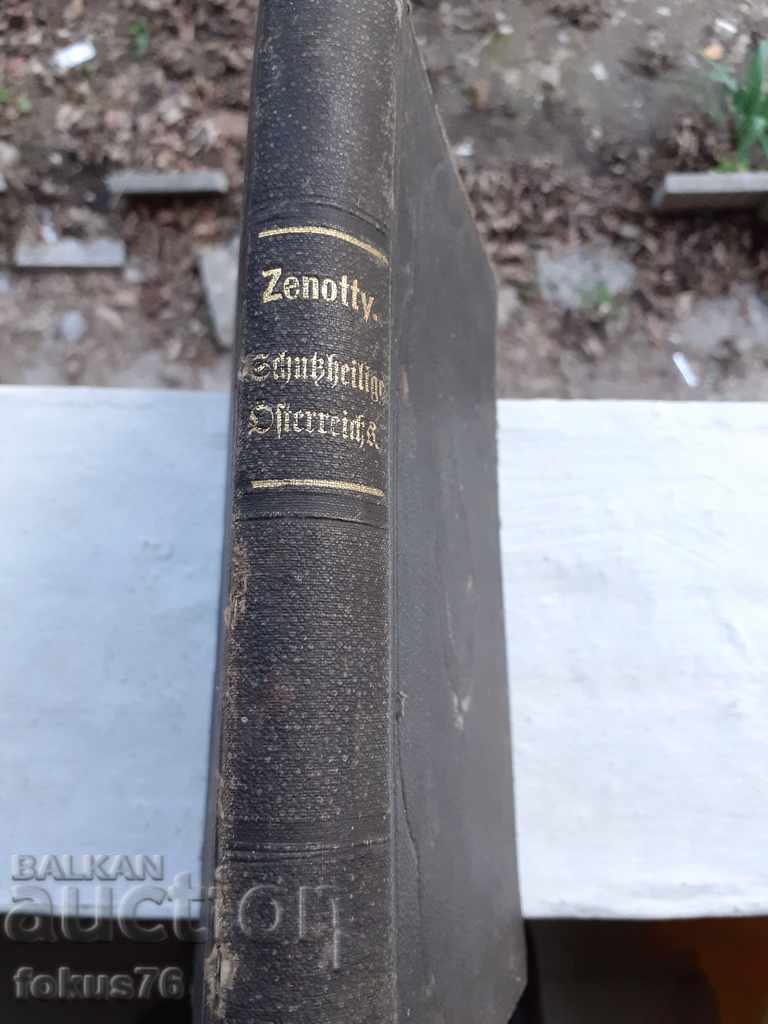 Zenotty.
Schutzheilige
Österreichs.
BALKAN
auction
fokus76